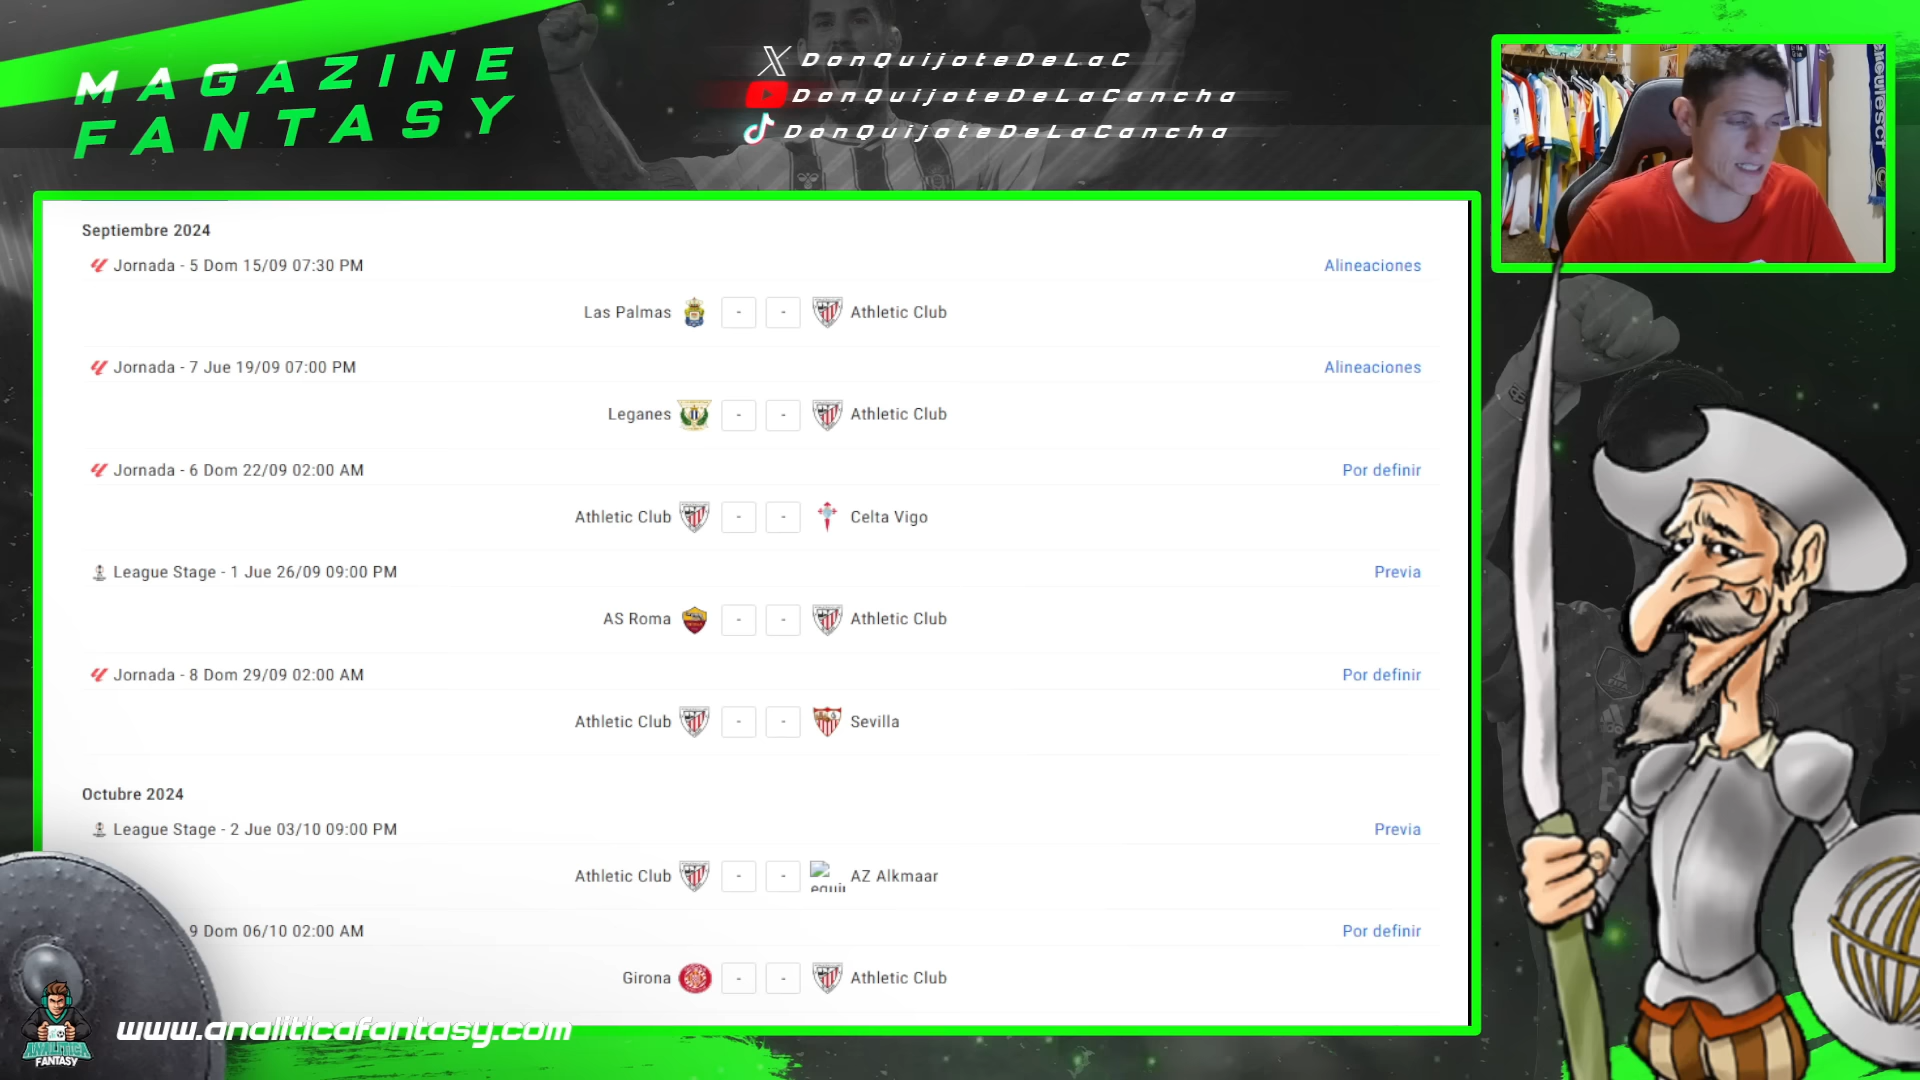 MAGAZINE
FANTASY
DonQuijoteDeLaC
DonQuijoteDeLaCancha
DonQuijoteDeLaCancha
Septiembre 2024
Jornada - 5 Dom 15/09 07:30 PM
Alineaciones
Las Palmas - - Athletic Club
Jornada - 7 Jue 19/09 07:00 PM
Alineaciones
Leganes - - Athletic Club
Jornada - 6 Dom 22/09 02:00 AM
Por definir
Athletic Club - - Celta Vigo
League Stage - 1 Jue 26/09 09:00 PM
Previa
AS Roma - - Athletic Club
Jornada - 8 Dom 29/09 02:00 AM
Por definir
Athletic Club - - Sevilla
Octubre 2024
League Stage - 2 Jue 03/10 09:00 PM
Previa
Athletic Club - - equi AZ Alkmaar
9 Dom 06/10 02:00 AM
Por definir
Girona - - Athletic Club
ANALITICA
FANTASY
www.analiticafantasy.com